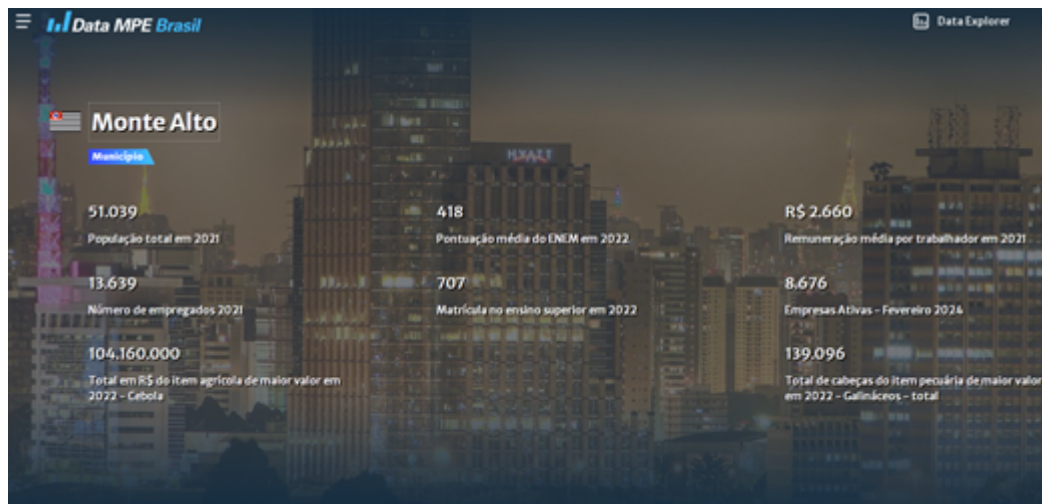 Data MPE Brasil
Data Explorer
Monte Alto
Município
HYATT
51.039
População total em 2021
418
Pontuação média do ENEM em 2022
R$ 2.660
Remuneração média por trabalhador em 2021
13.639
Número de empregados 2021
707
Matrícula no ensino superior em 2022
8.676
Empresas Ativas - Fevereiro 2024
104.160.000
Total em R$ do item agrícola de maior valor em
2022 - Cebola
139.096
Total de cabeças do item pecuária de maior valor
em 2022 - Galináceos - total